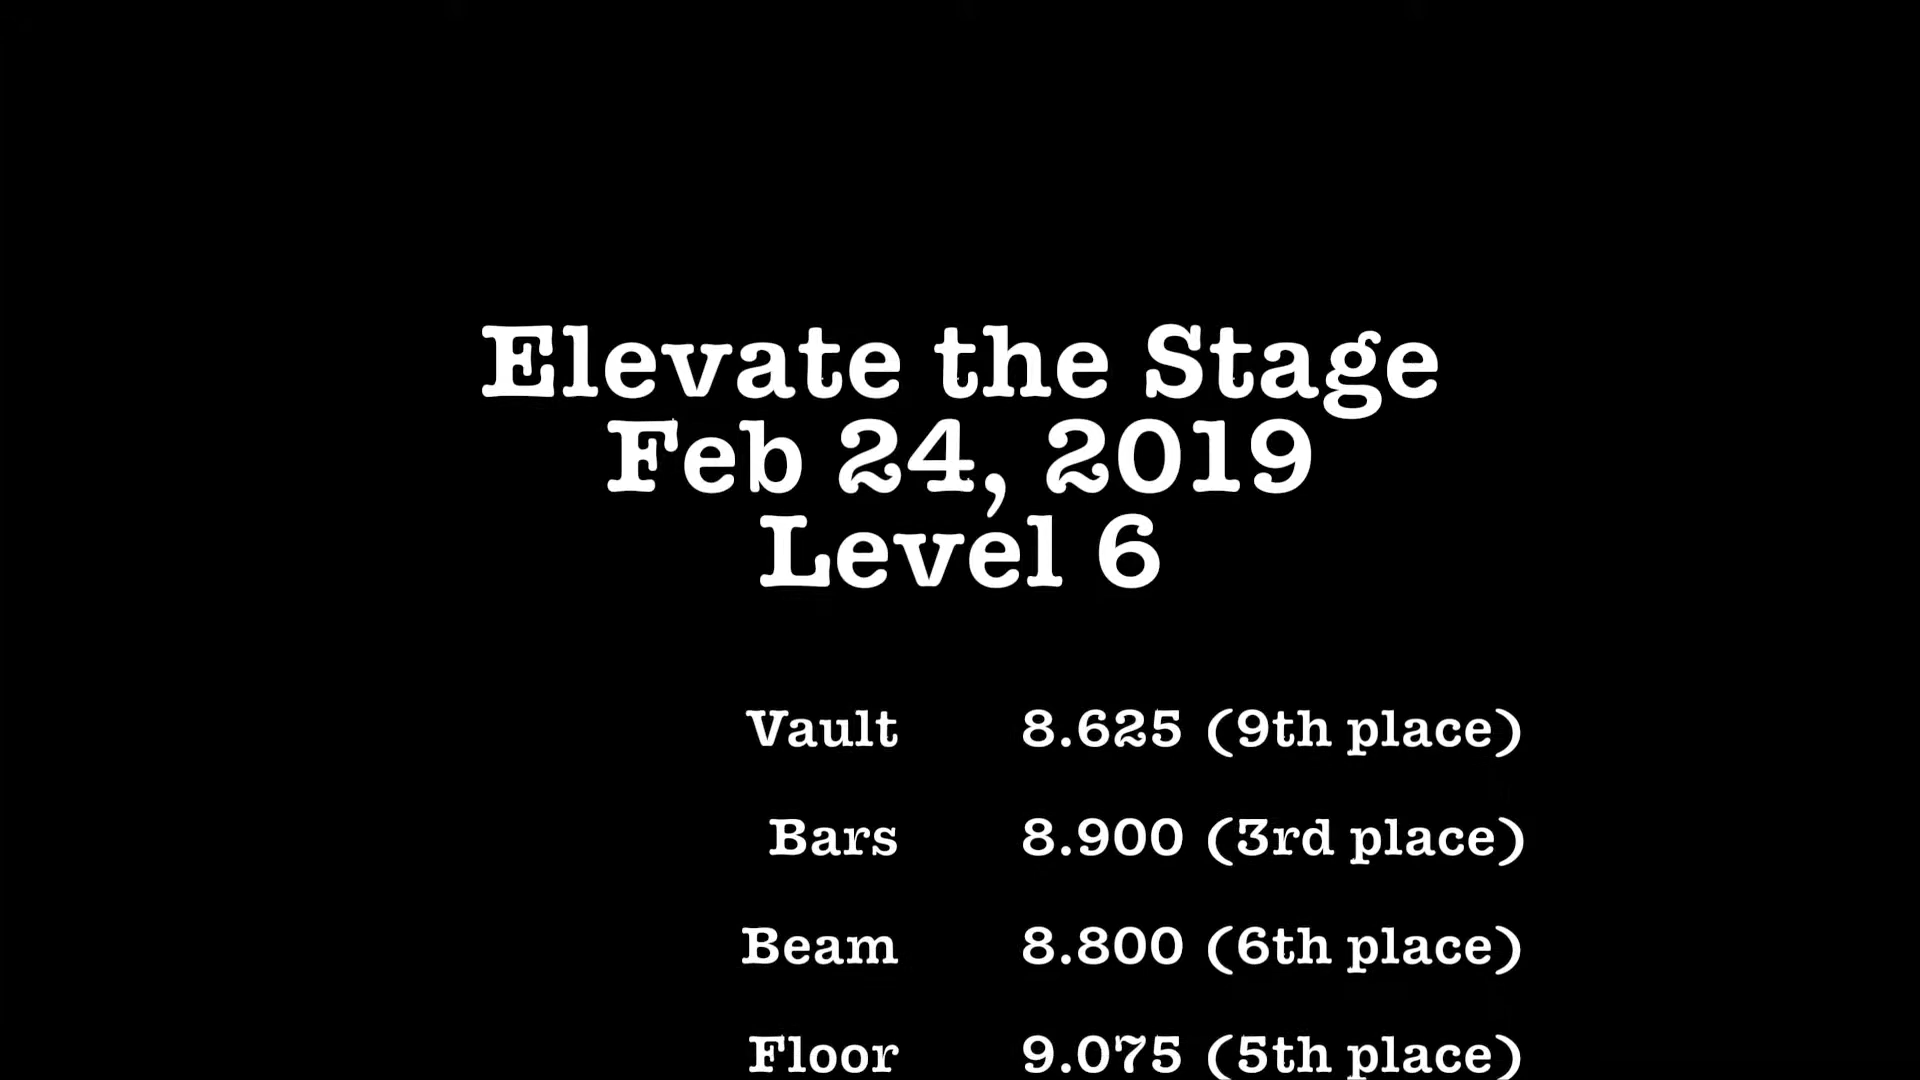 Elevate the Stage
Feb 24, 2019
Level 6
Vault 8.625 (9th place)
Bars 8.900 (3rd place)
Beam 8.800 (6th place)
Floor 9.075 (5th place)